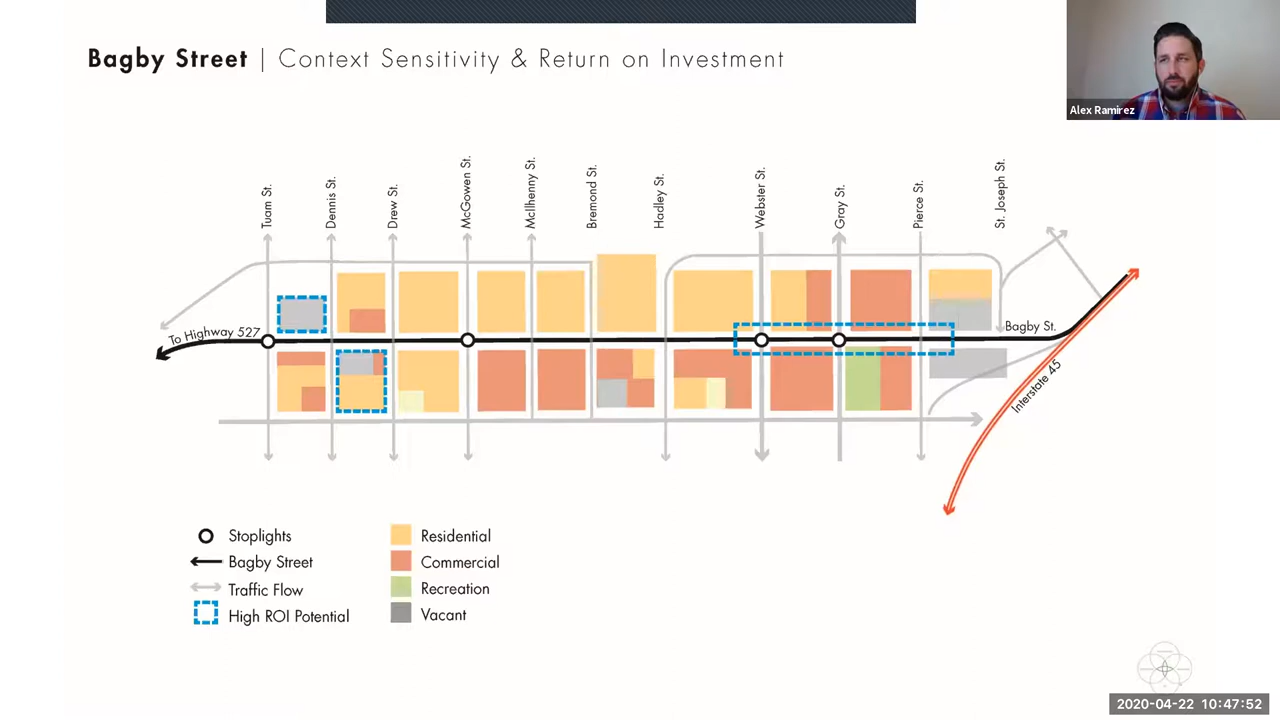 Bagby Street | Context Sensitivity & Return on Investment
Alex Ramirez
Tuam St.
Dennis St.
Drew St.
McGowen St.
McIlhenny St.
Bremond St.
Hadley St.
Webster St.
Gray St.
Pierce St.
St. Joseph St.
To Highway 527
Bagby St.
Interstate 45
Stoplights
Bagby Street
Traffic Flow
High ROI Potential
Residential
Commercial
Recreation
Vacant
2020-04-22 10:47:52